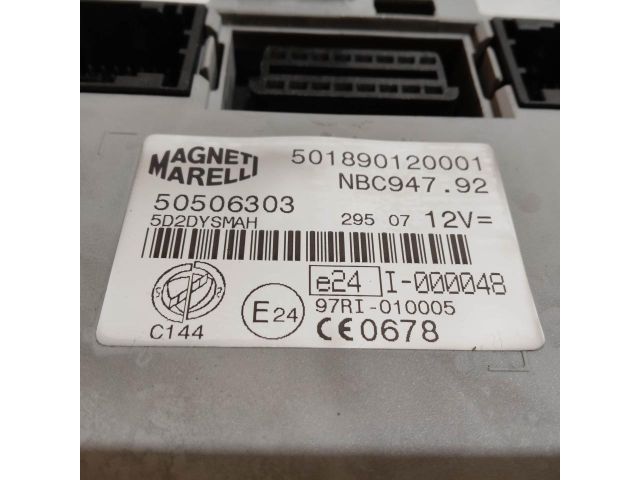 MAGNETI
MARELLI
501890120001
NBC947.92
50506303
5D2DYSMAH
295 07 12V=
e24 I-000048
97RI-010005
E24
CE0678
C144